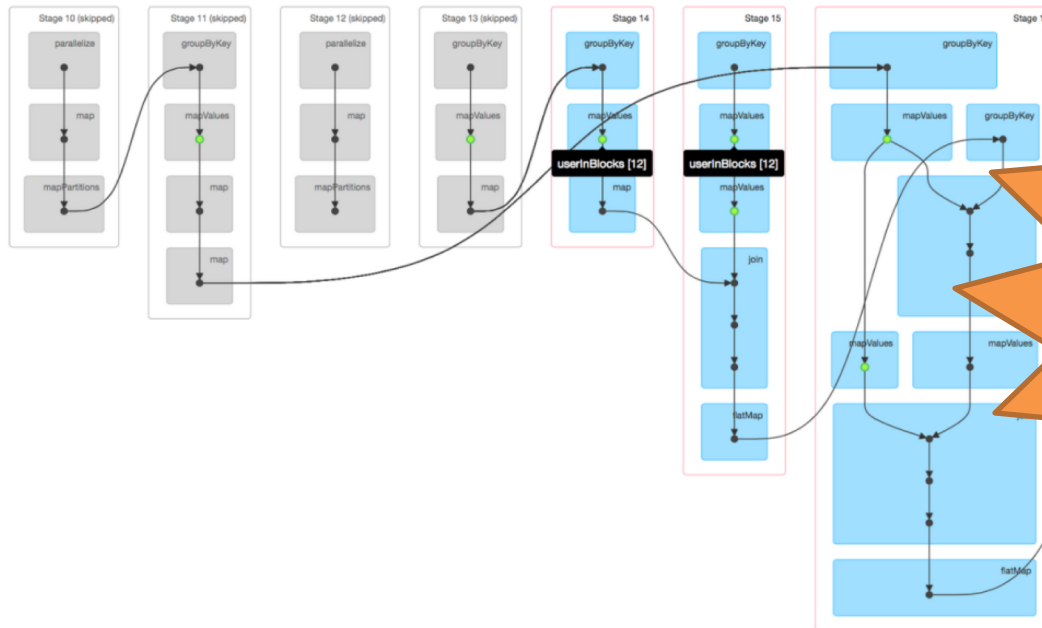 Stage 10 (skipped)
parallelize
map
mapPartitions
Stage 11 (skipped)
groupByKey
mapValues
map
map
Stage 12 (skipped)
parallelize
map
mapPartitions
Stage 13 (skipped)
groupByKey
mapValues
map
Stage 14
groupByKey
mapValues
userInBlocks [12]
map
Stage 15
groupByKey
mapValues
userInBlocks [12]
mapValues
join
flatMap
Stage 1
groupByKey
mapValues
groupByKey
mapValues
mapValues
flatMap